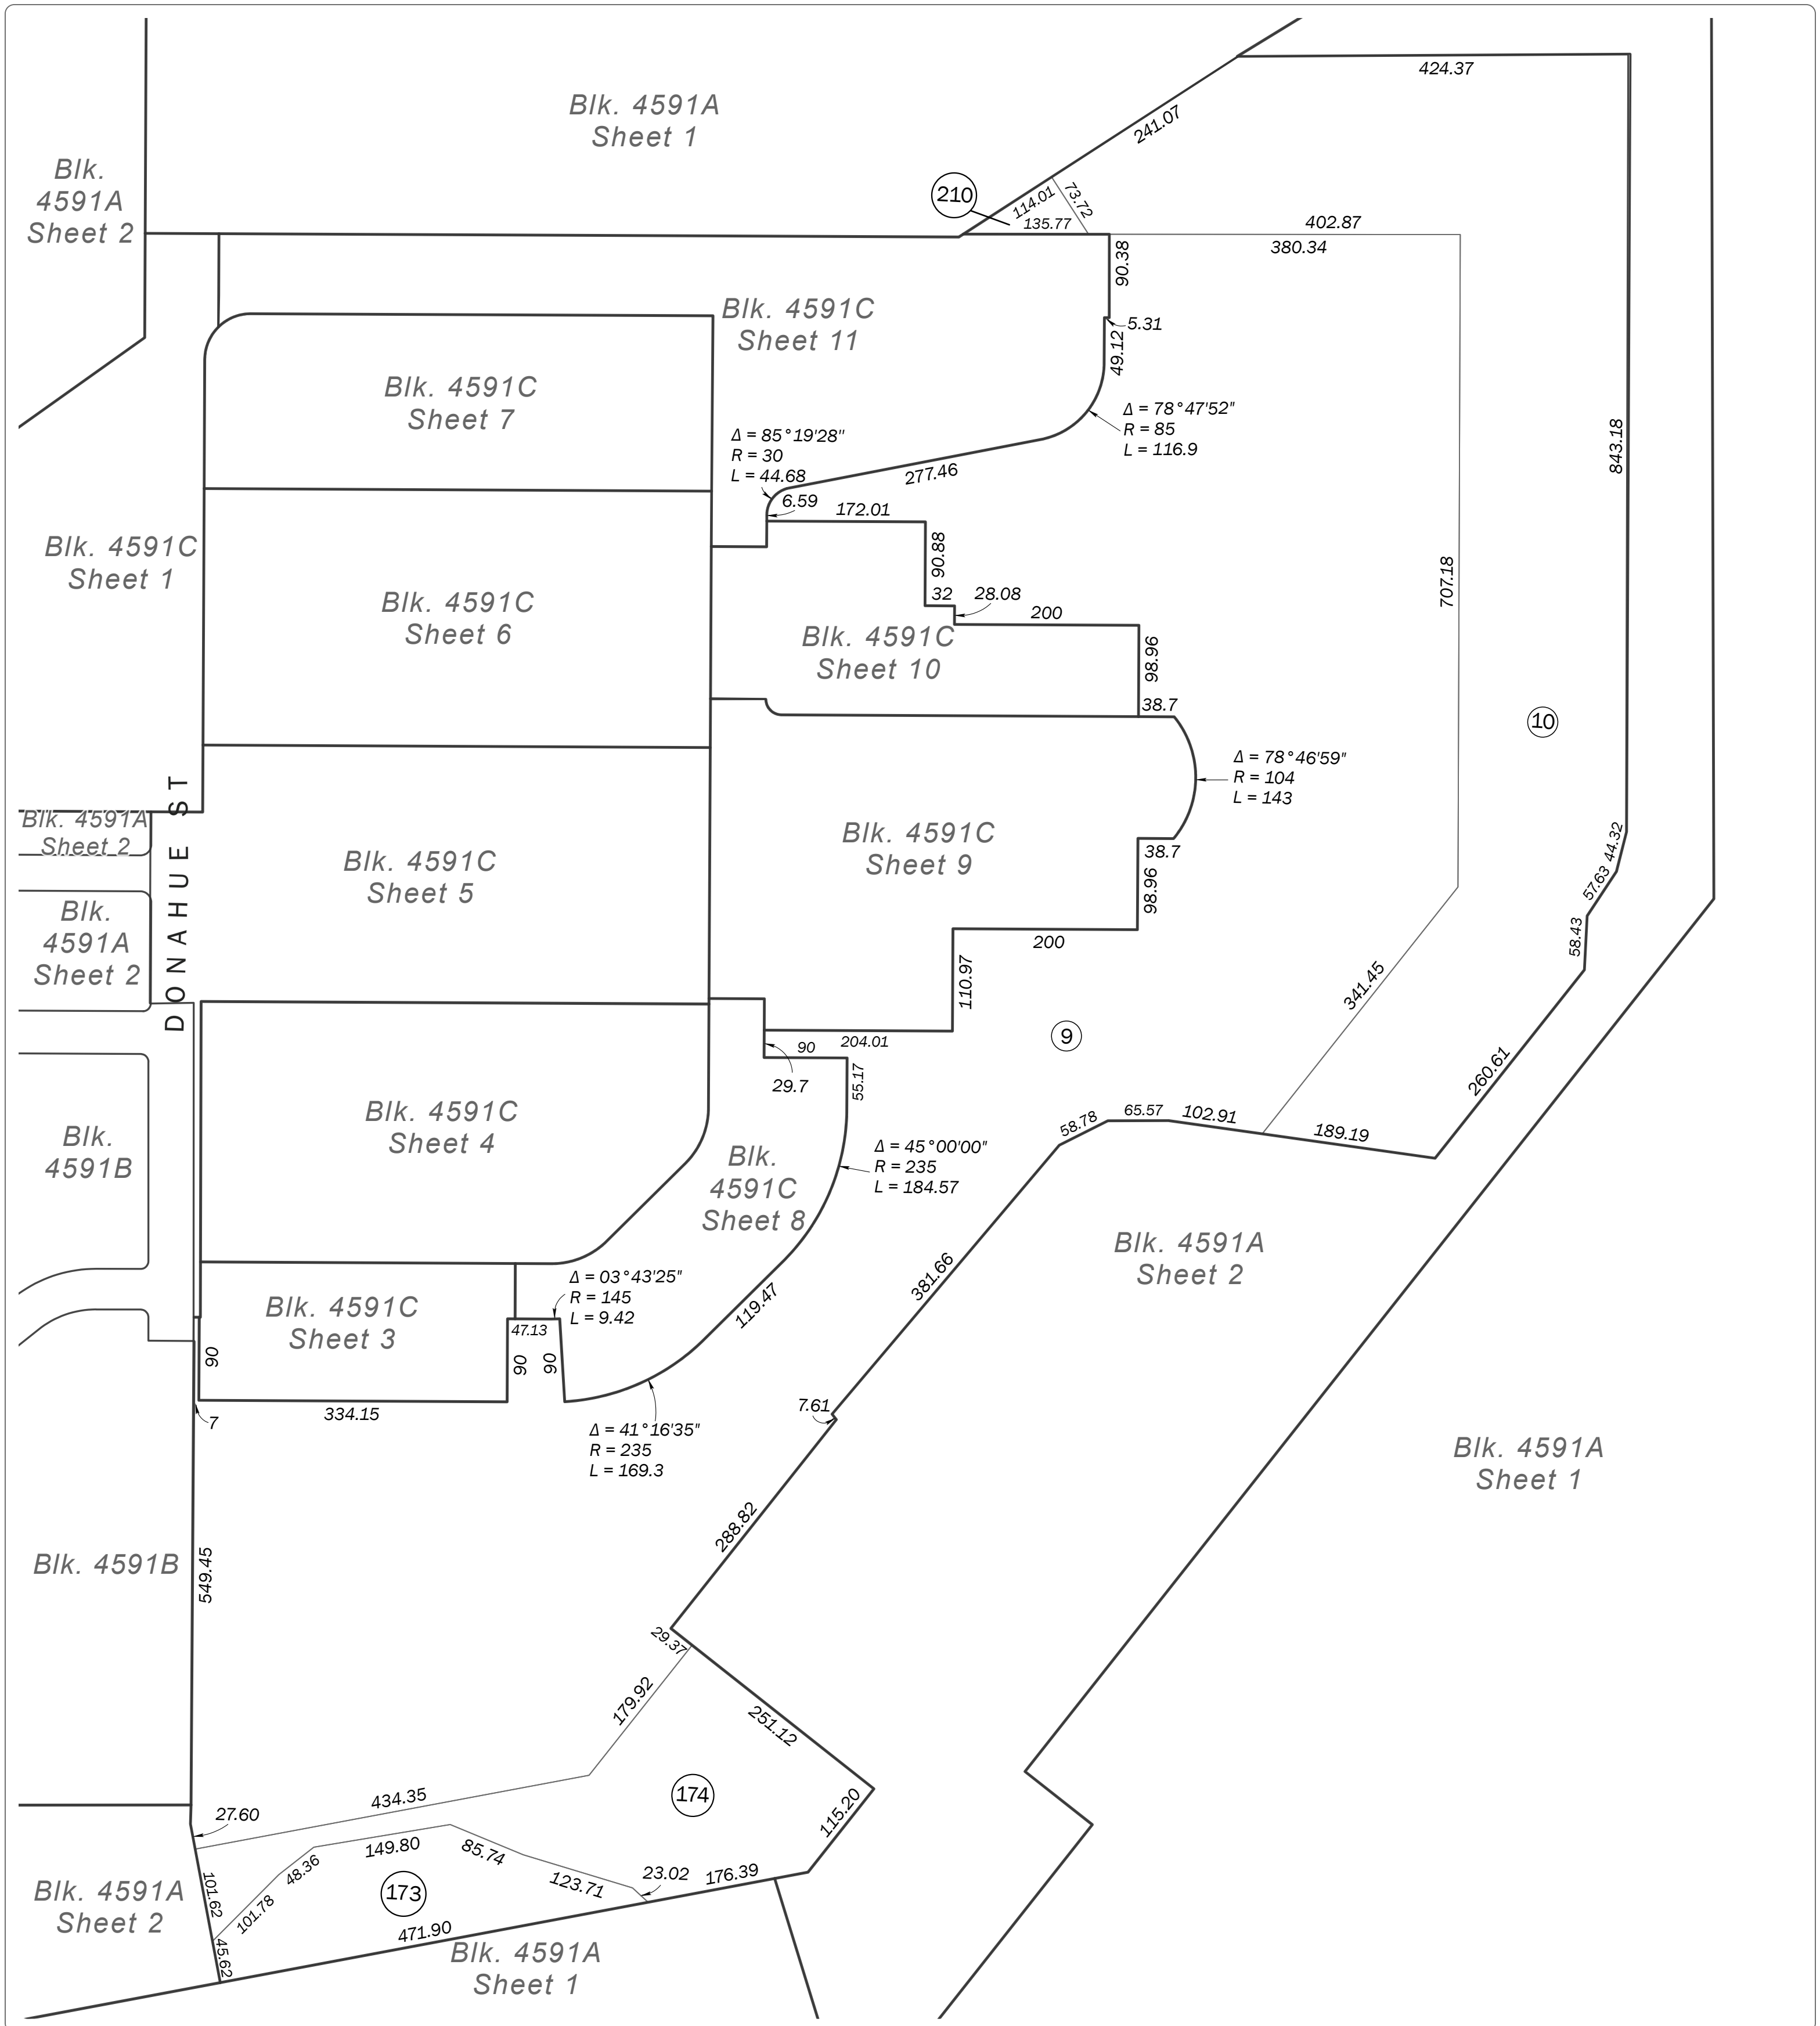 424.37
Blk. 4591A
Sheet 1
241.07
Blk.
4591A
Sheet 2
210
114.01
73.72
135.77
402.87
380.34
90.38
Blk. 4591C
Sheet 11
5.31
49.12
Blk. 4591C
Sheet 7
Δ = 78°47'52"
R = 85
L = 116.9
Δ = 85°19'28"
R = 30
L = 44.68
277.46
6.59
172.01
843.18
Blk. 4591C
Sheet 1
90.88
707.18
Blk. 4591C
Sheet 6
32
28.08
200
Blk. 4591C
Sheet 10
98.96
38.7
10
Δ = 78°46'59"
R = 104
L = 143
DONAHUE ST
Blk. 4591A
Sheet 2
Blk. 4591C
Sheet 5
Blk. 4591C
Sheet 9
38.7
98.96
44.32
57.63
58.43
Blk.
4591A
Sheet 2
200
110.97
341.45
9
204.01
90
29.7
55.17
260.61
Blk. 4591C
Sheet 4
58.78
65.57
102.91
189.19
Blk.
4591B
Blk.
4591C
Sheet 8
Δ = 45°00'00"
R = 235
L = 184.57
Blk. 4591A
Sheet 2
381.66
Δ = 03°43'25"
R = 145
L = 9.42
Blk. 4591C
Sheet 3
119.47
47.13
90
90
90
7
334.15
7.61
Δ = 41°16'35"
R = 235
L = 169.3
Blk. 4591A
Sheet 1
288.82
Blk. 4591B
549.45
29.37
179.92
251.12
174
434.35
27.60
115.20
149.80
85.74
48.36
23.02
176.39
123.71
173
101.62
101.78
Blk. 4591A
Sheet 2
471.90
45.62
Blk. 4591A
Sheet 1